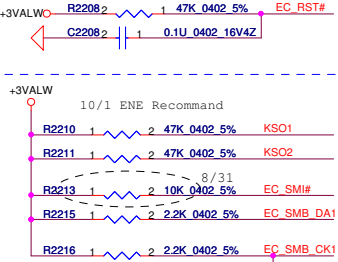 +3VALW R2208 2 1 47K_0402_5% EC_RST#
C2208 2 1 0.1U_0402_16V4Z
+3VALW
10/1 ENE Recommand
R2210 1 2 47K_0402_5% KSO1
R2211 1 2 47K_0402_5% KSO2
8/31
R2213 1 2 10K_0402_5% EC_SMI#
R2215 1 2 2.2K_0402_5% EC_SMB_DA1
R2216 1 2 2.2K_0402_5% EC_SMB_CK1